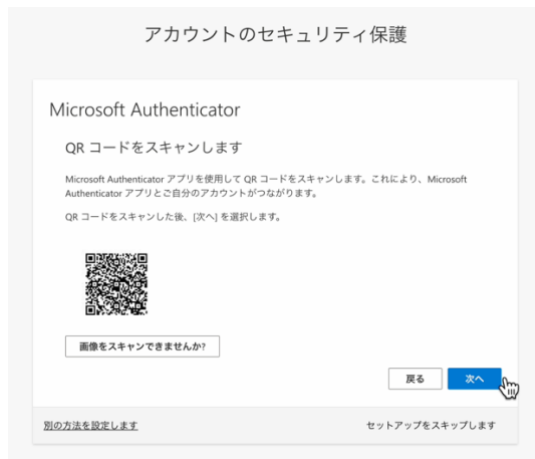 アカウントのセキュリティ保護
Microsoft Authenticator
QR コードをスキャンします
Microsoft Authenticator アプリを使用して QR コードをスキャンします。これにより、Microsoft
Authenticator アプリとご自分のアカウントがつながります。
QR コードをスキャンした後、[次へ] を選択します。
画像をスキャンできませんか?
戻る
次へ
別の方法を設定します
セットアップをスキップします